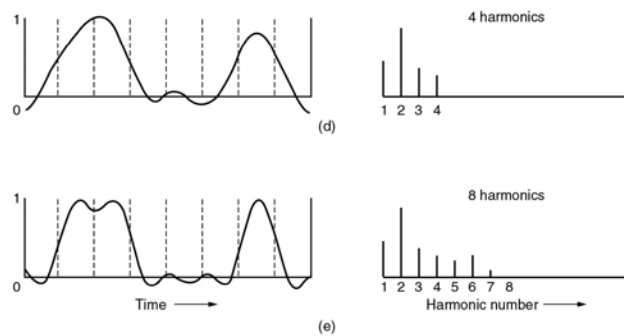 1
0
(d)
4 harmonics
1 2 3 4
1
0
Time
(e)
8 harmonics
1 2 3 4 5 6 7 8
Harmonic number